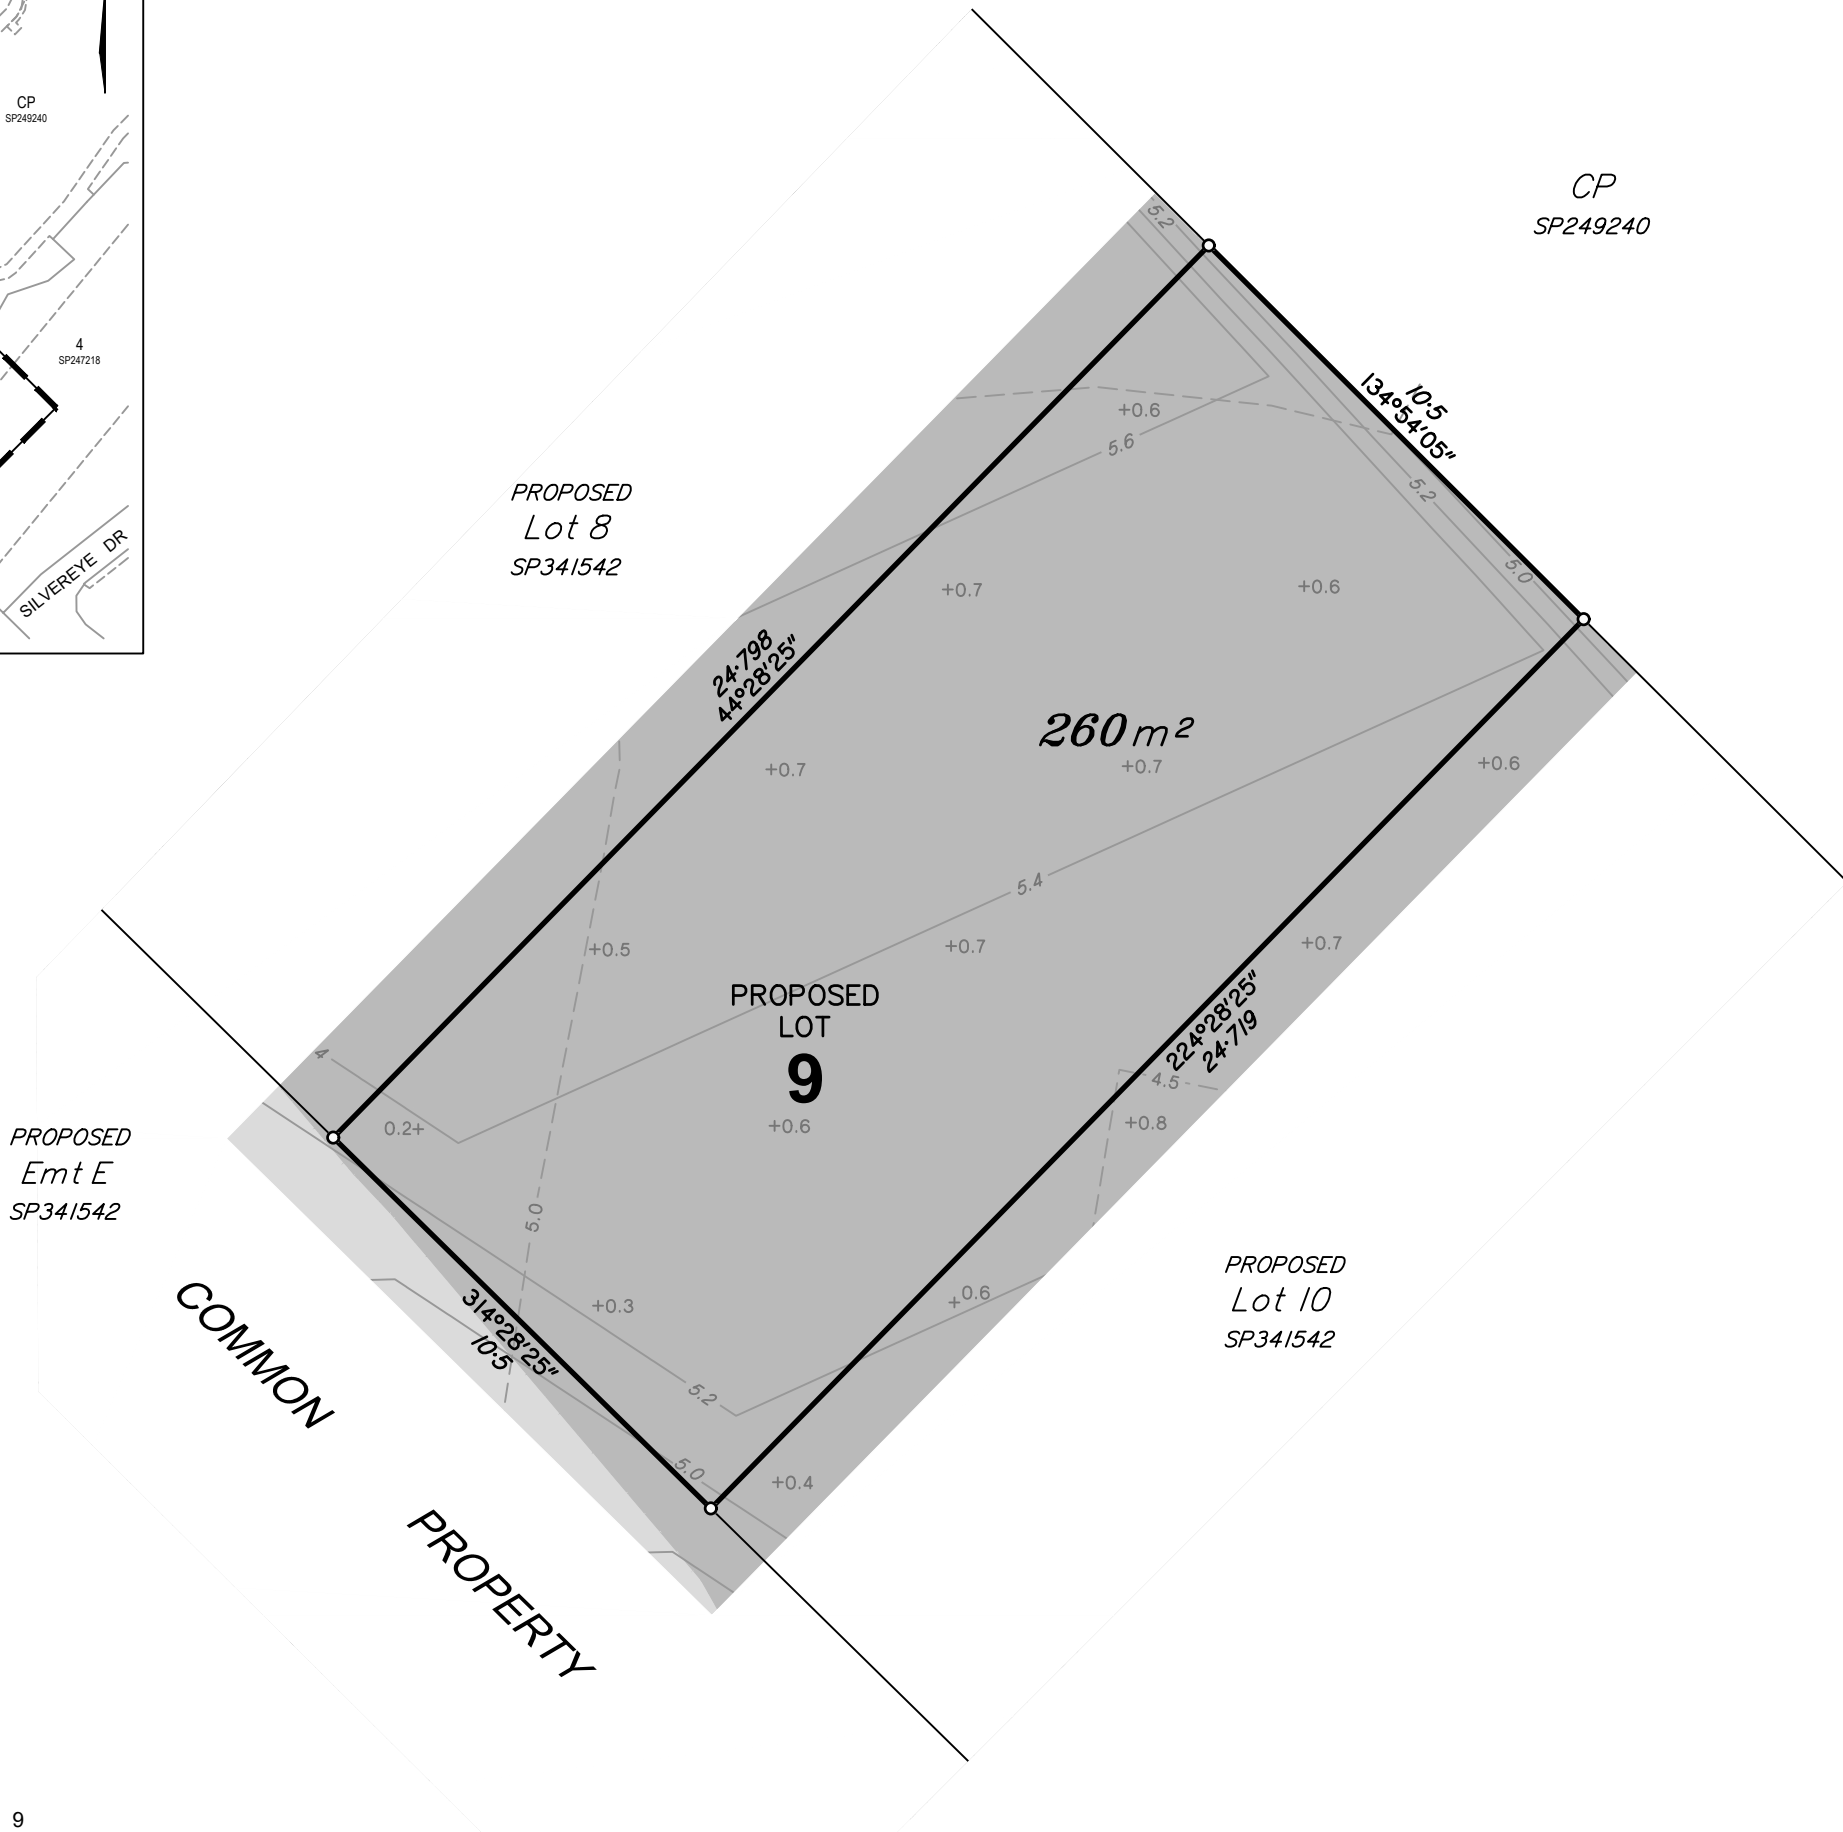 CP
SP249240
4
SP247218
SILVEREYE DR
CP
SP249240
5.2
10·5
134°54'05"
+0.6
5.6
5.2
PROPOSED
Lot 8
SP341542
5.0
+0.7
+0.6
24·798
44°28'25"
260 m²
+0.7
+0.7
+0.6
5.4
+0.5
+0.7
+0.7
PROPOSED
LOT
9
224°28'25"
24·719
4
4.5
0.2+
+0.6
+0.8
PROPOSED
Emt E
SP341542
5.0
PROPOSED
Lot 10
SP341542
+0.3
+0.6
314°28'25"
10·5
5.2
5.0
+0.4
COMMON
PROPERTY
9